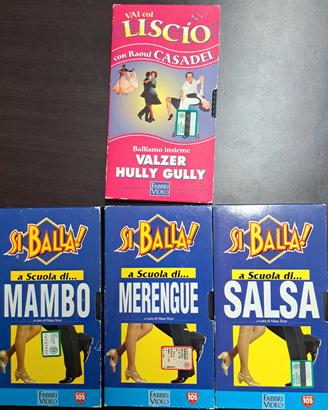 VAI col
LISCIO
con Raoul CASADEI
Balliamo insieme
VALZER
HULLY GULLY
FABBRI
VIDEO
SI BALLA!
a Scuola di...
MAMBO
FABBRI
VIDEO
105
SI BALLA!
a Scuola di...
MERENGUE
FABBRI
VIDEO
105
SI BALLA!
a Scuola di...
SALSA
FABBRI
VIDEO
105